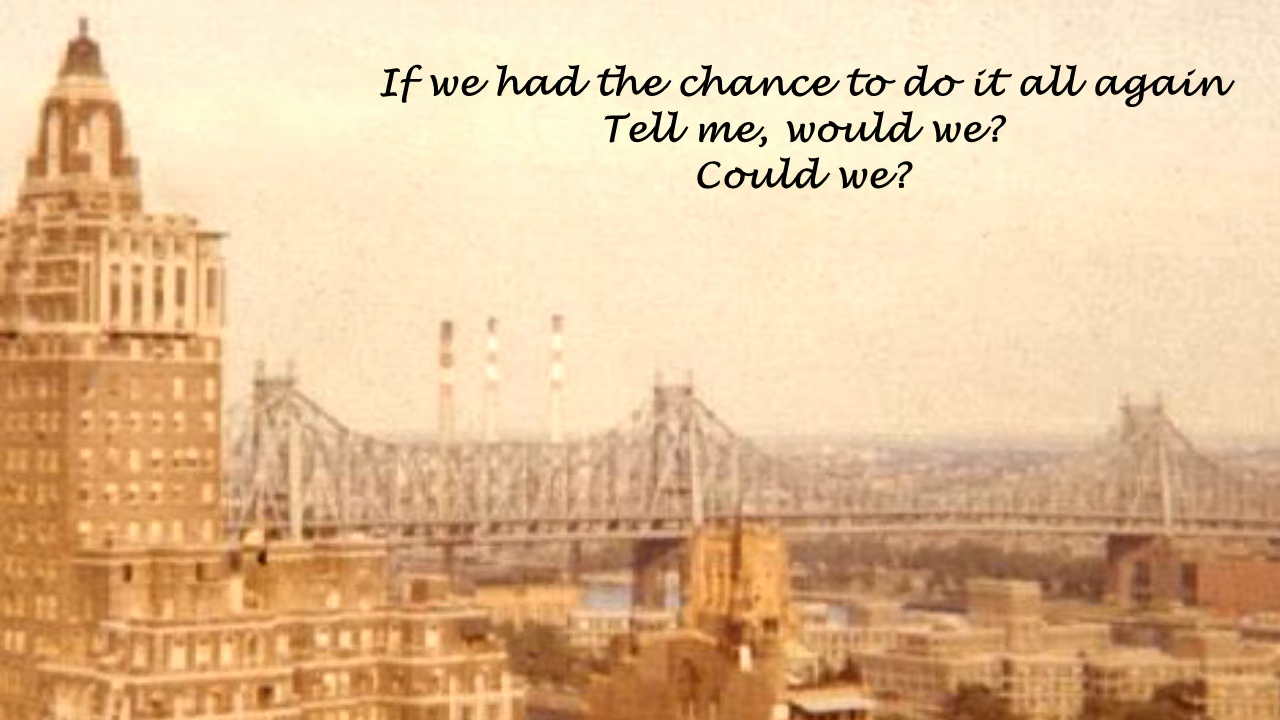 If we had the chance to do it all again
Tell me, would we?
Could we?